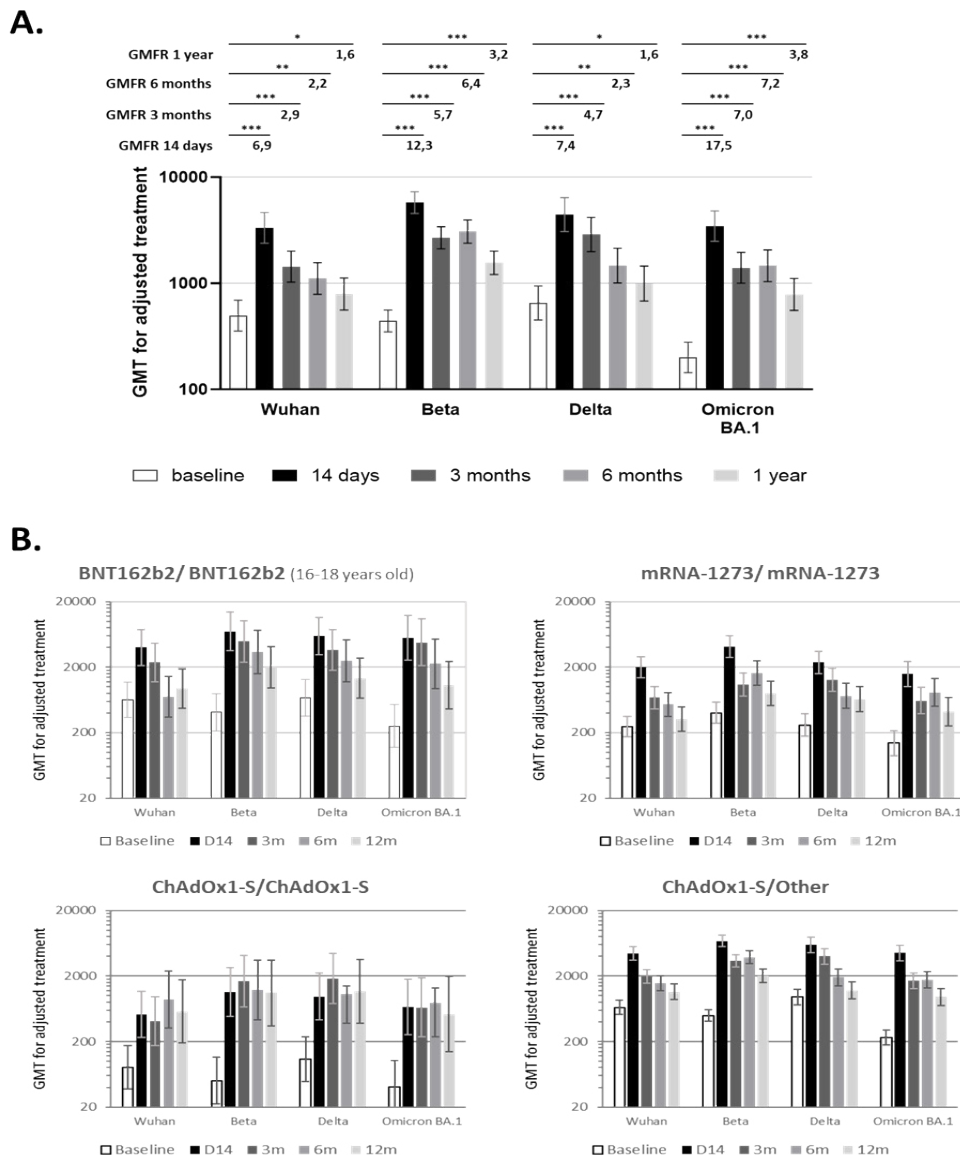 A.
* *** * ***
GMFR 1 year 1,6 3,2 1,6 3,8
** *** ** ***
GMFR 6 months 2,2 6,4 2,3 7,2
*** *** *** ***
GMFR 3 months 2,9 5,7 4,7 7,0
*** *** *** ***
GMFR 14 days 6,9 12,3 7,4 17,5
GMT for adjusted treatment
10000
1000
100
Wuhan Beta Delta Omicron
BA.1
baseline 14 days 3 months 6 months 1 year
B.
BNT162b2/ BNT162b2 (16-18 years old)
GMT for adjusted treatment
20000
2000
200
20
Wuhan Beta Delta Omicron BA.1
Baseline D14 3m 6m 12m
mRNA-1273/ mRNA-1273
GMT for adjusted treatment
20000
2000
200
20
Wuhan Beta Delta Omicron BA.1
Baseline D14 3m 6m 12m
ChAdOx1-S/ChAdOx1-S
GMT for adjusted treatment
20000
2000
200
20
Wuhan Beta Delta Omicron BA.1
Baseline D14 3m 6m 12m
ChAdOx1-S/Other
GMT for adjusted treatment
20000
2000
200
20
Wuhan Beta Delta Omicron BA.1
Baseline D14 3m 6m 12m